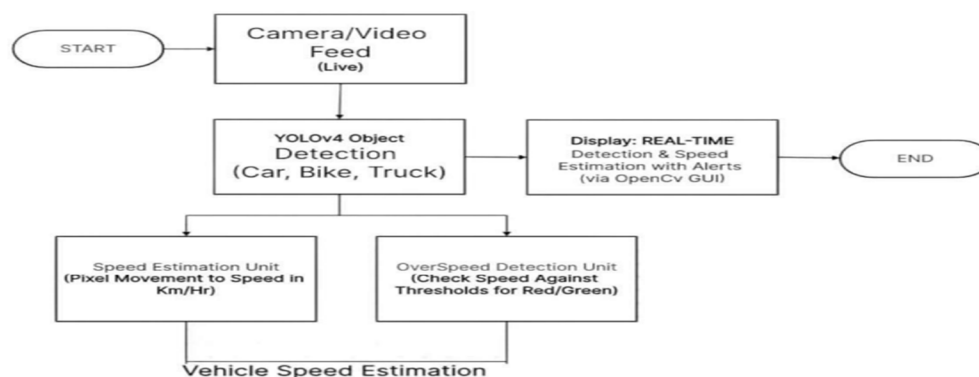 START
Camera/Video
Feed
(Live)
YOLOv4 Object
Detection
(Car, Bike, Truck)
Display: REAL-TIME
Detection & Speed
Estimation with Alerts
(via OpenCv GUI)
END
Speed Estimation Unit
(Pixel Movement to Speed in
Km/Hr)
OverSpeed Detection Unit
(Check Speed Against
Thresholds for Red/Green)
Vehicle Speed Estimation